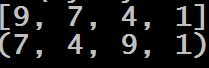 [9, 7, 4, 1]
(7, 4, 9, 1)